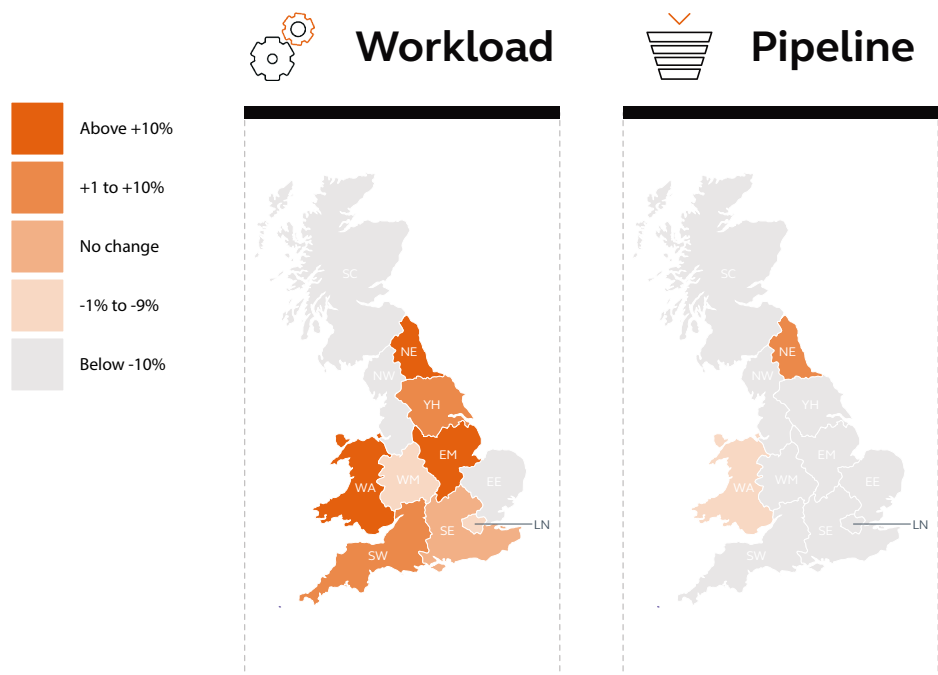 Workload
Pipeline
Above +10%
+1 to +10%
No change
-1% to -9%
Below -10%
SC
NE
NW
YH
EM
WA
WM
EE
LN
SE
SW
SC
NE
NW
YH
EM
WA
WM
EE
LN
SE
SW